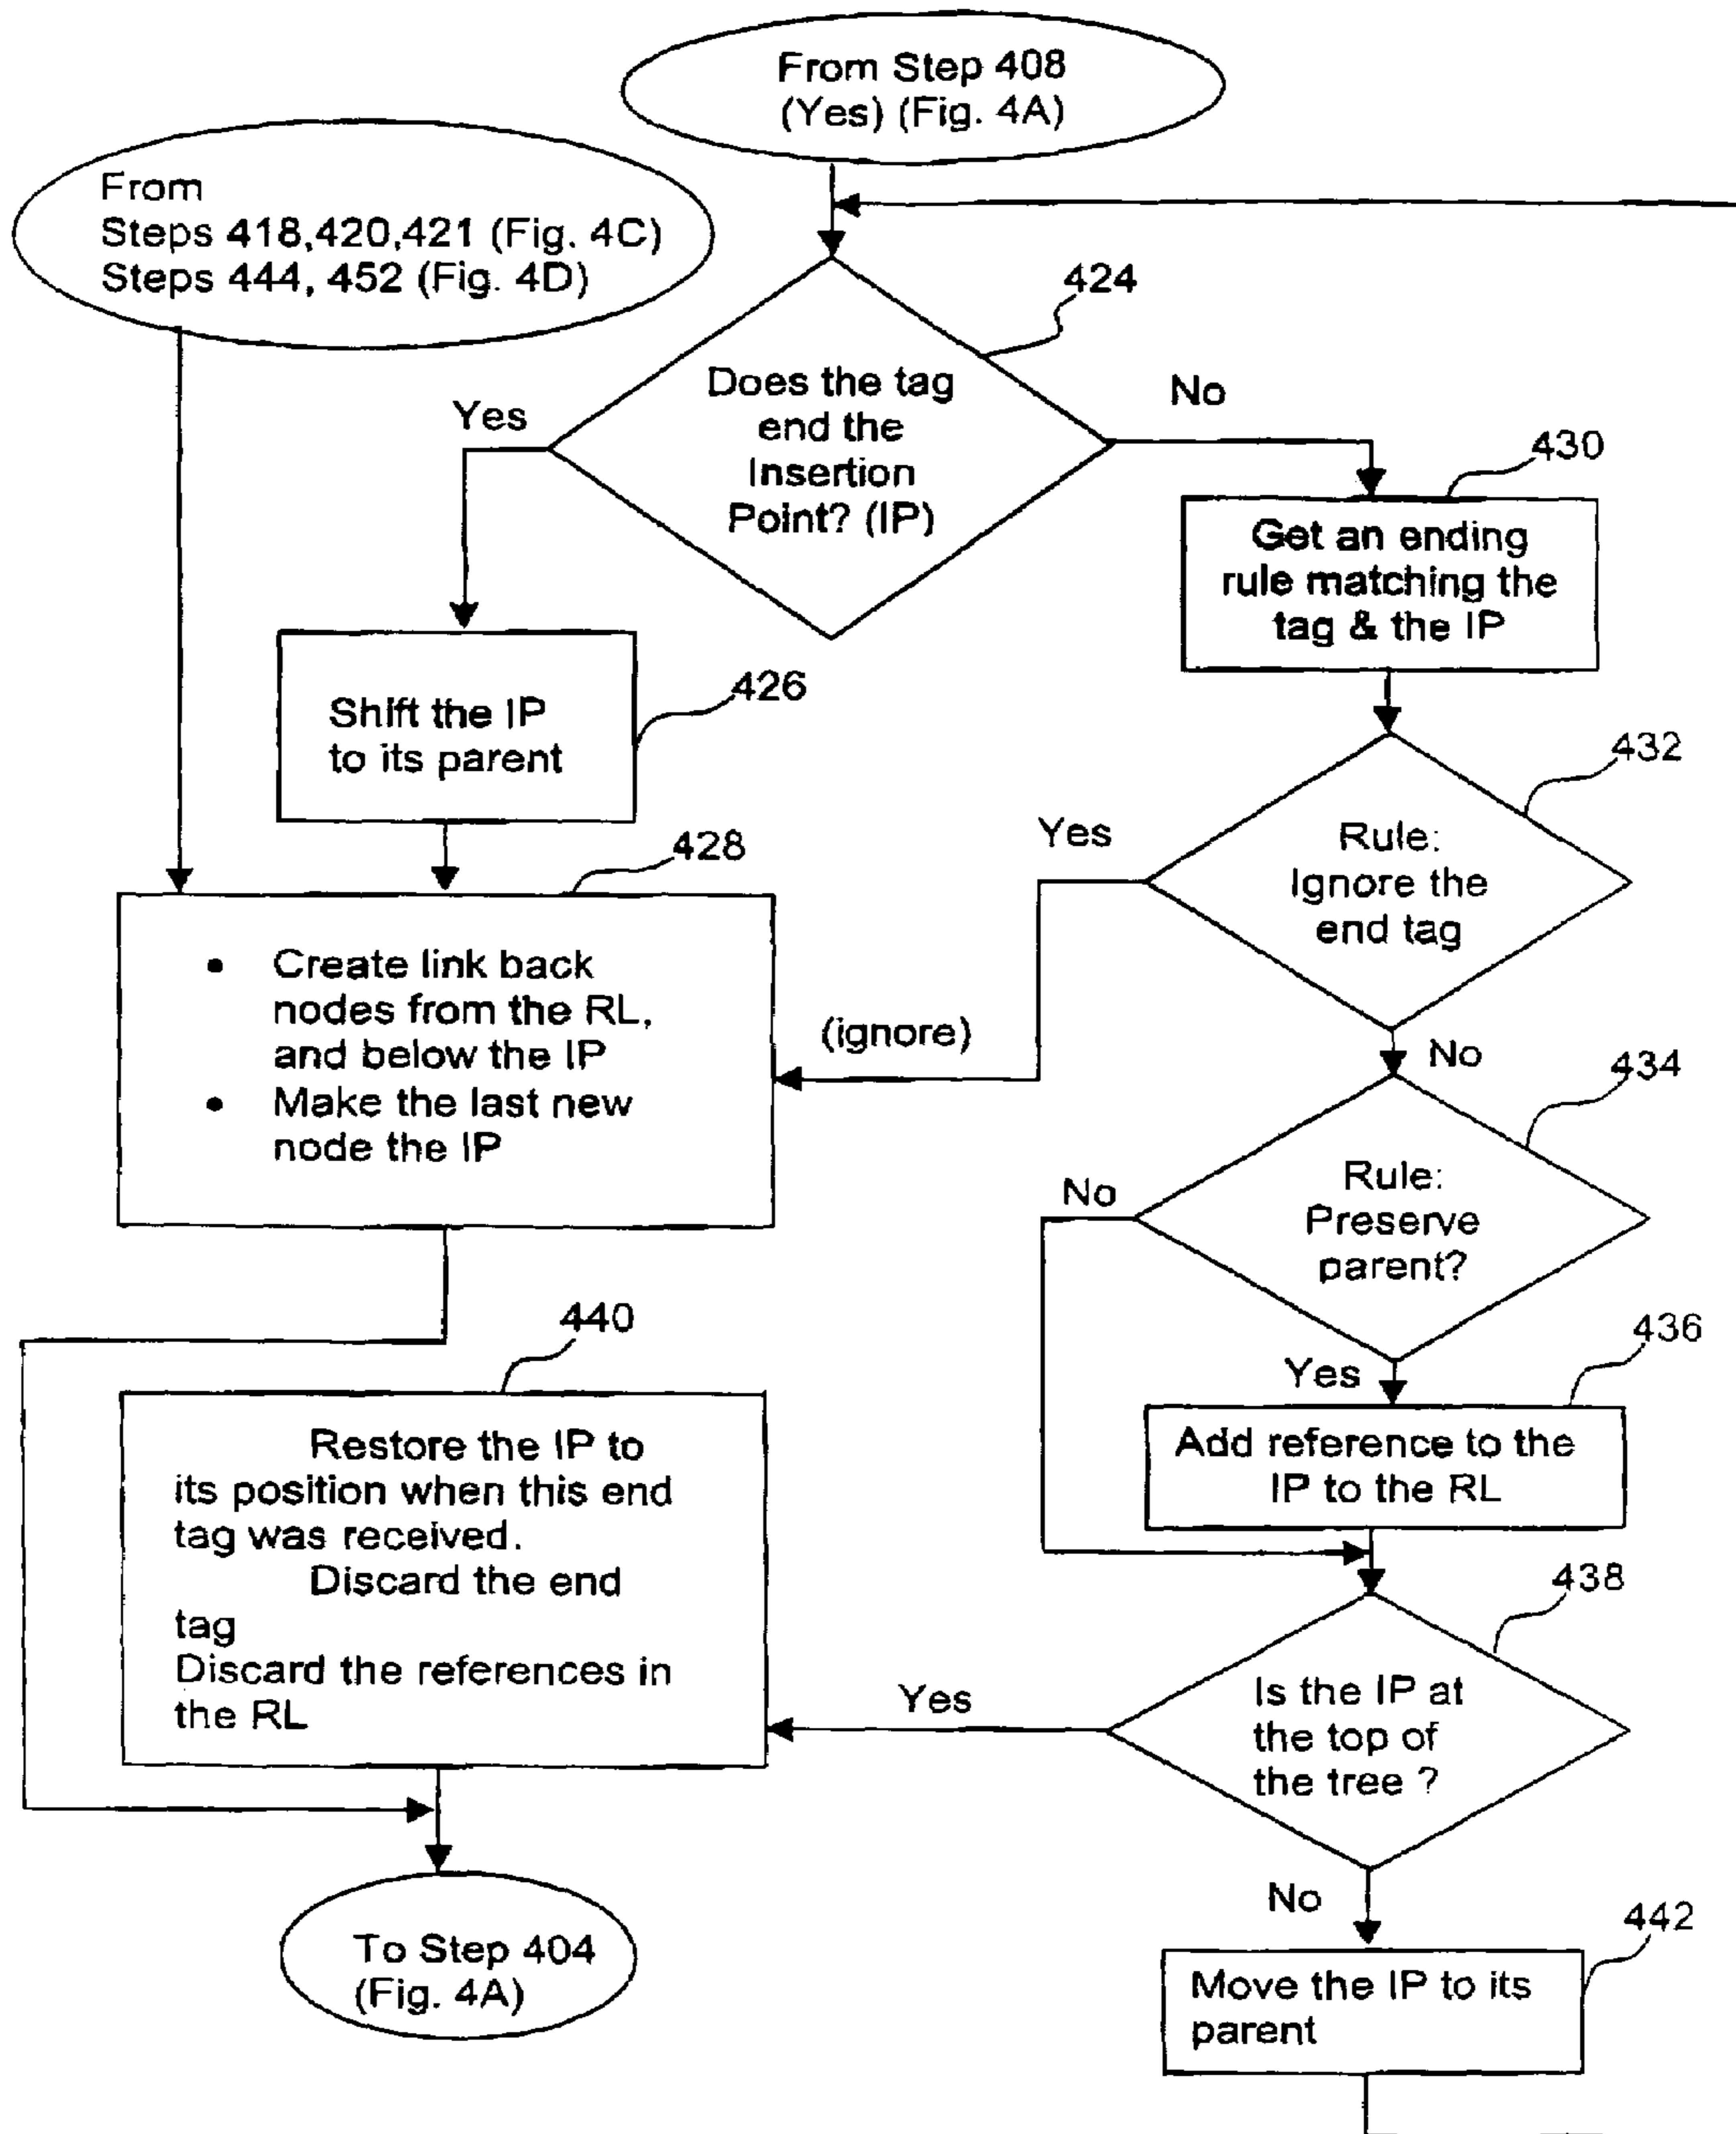 From Step 408
(Yes) (Fig. 4A)
From
Steps 418,420,421 (Fig. 4C)
Steps 444, 452 (Fig. 4D)
424
Does the tag
end the
Insertion
Point? (IP)
Yes
No
430
Get an ending
rule matching the
tag & the IP
426
Shift the IP
to its parent
432
Rule:
Ignore the
end tag
Yes
(ignore)
No
428
• Create link back
nodes from the RL,
and below the IP
• Make the last new
node the IP
434
Rule:
Preserve
parent?
No
Yes
436
Add reference to the
IP to the RL
440
Restore the IP to
its position when this end
tag was received.
Discard the end
tag
Discard the references in
the RL
438
Is the IP at
the top of
the tree ?
Yes
No
To Step 404
(Fig. 4A)
442
Move the IP to its
parent